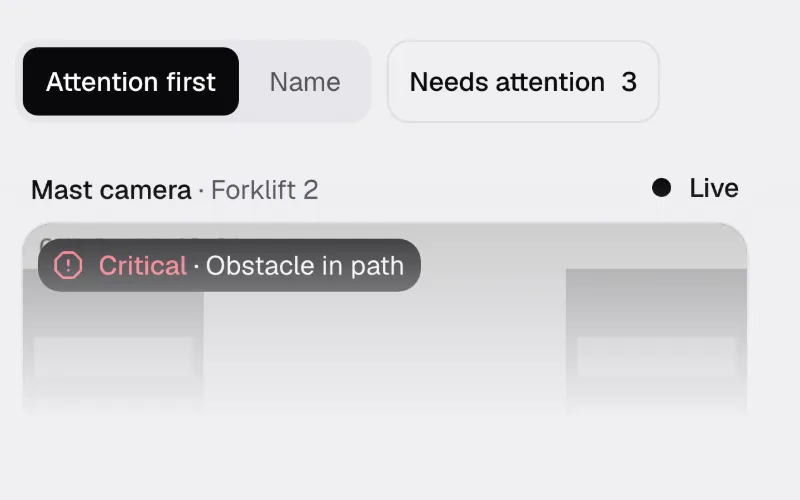 Attention first Name Needs attention 3
Mast camera · Forklift 2 Live
Critical · Obstacle in path